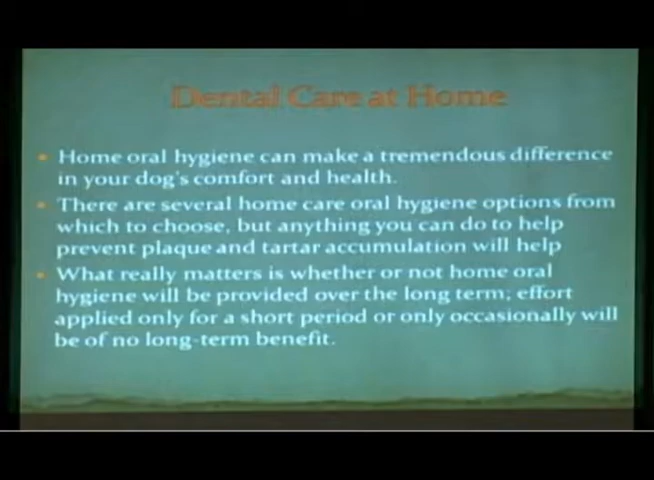 Dental Care at Home
Home oral hygiene can make a tremendous difference
in your dog's comfort and health.
There are several home care oral hygiene options from
which to choose, but anything you can do to help
prevent plaque and tartar accumulation will help
What really matters is whether or not home oral
hygiene will be provided over the long term; effort
applied only for a short period or only occasionally will
be of no long-term benefit.